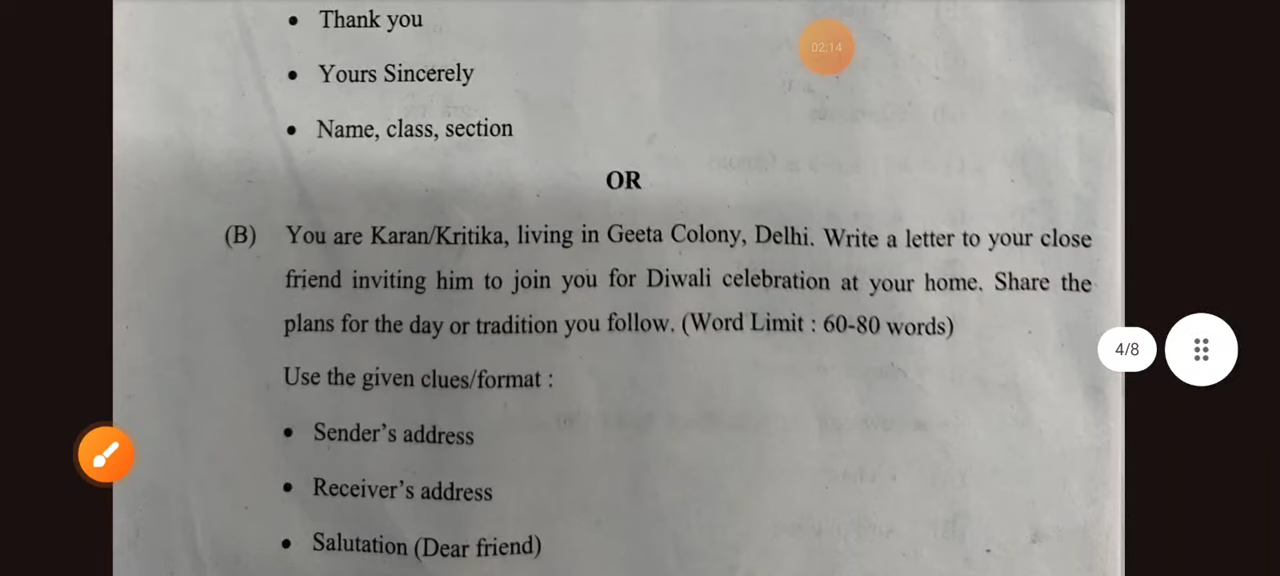 • Thank you
02:14
• Yours Sincerely
• Name, class, section
OR
(B) You are Karan/Kritika, living in Geeta Colony, Delhi. Write a letter to your close
friend inviting him to join you for Diwali celebration at your home. Share the
plans for the day or tradition you follow. (Word Limit : 60-80 words)
4/8
Use the given clues/format :
• Sender's address
• Receiver's address
• Salutation (Dear friend)